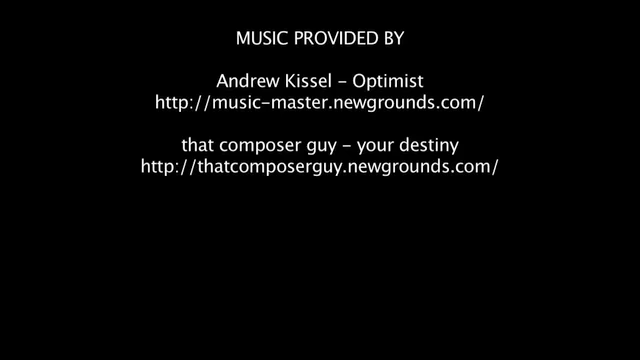 MUSIC PROVIDED BY
Andrew Kissel – Optimist
http://music-master.newgrounds.com/
that composer guy – your destiny
http://thatcomposerguy.newgrounds.com/